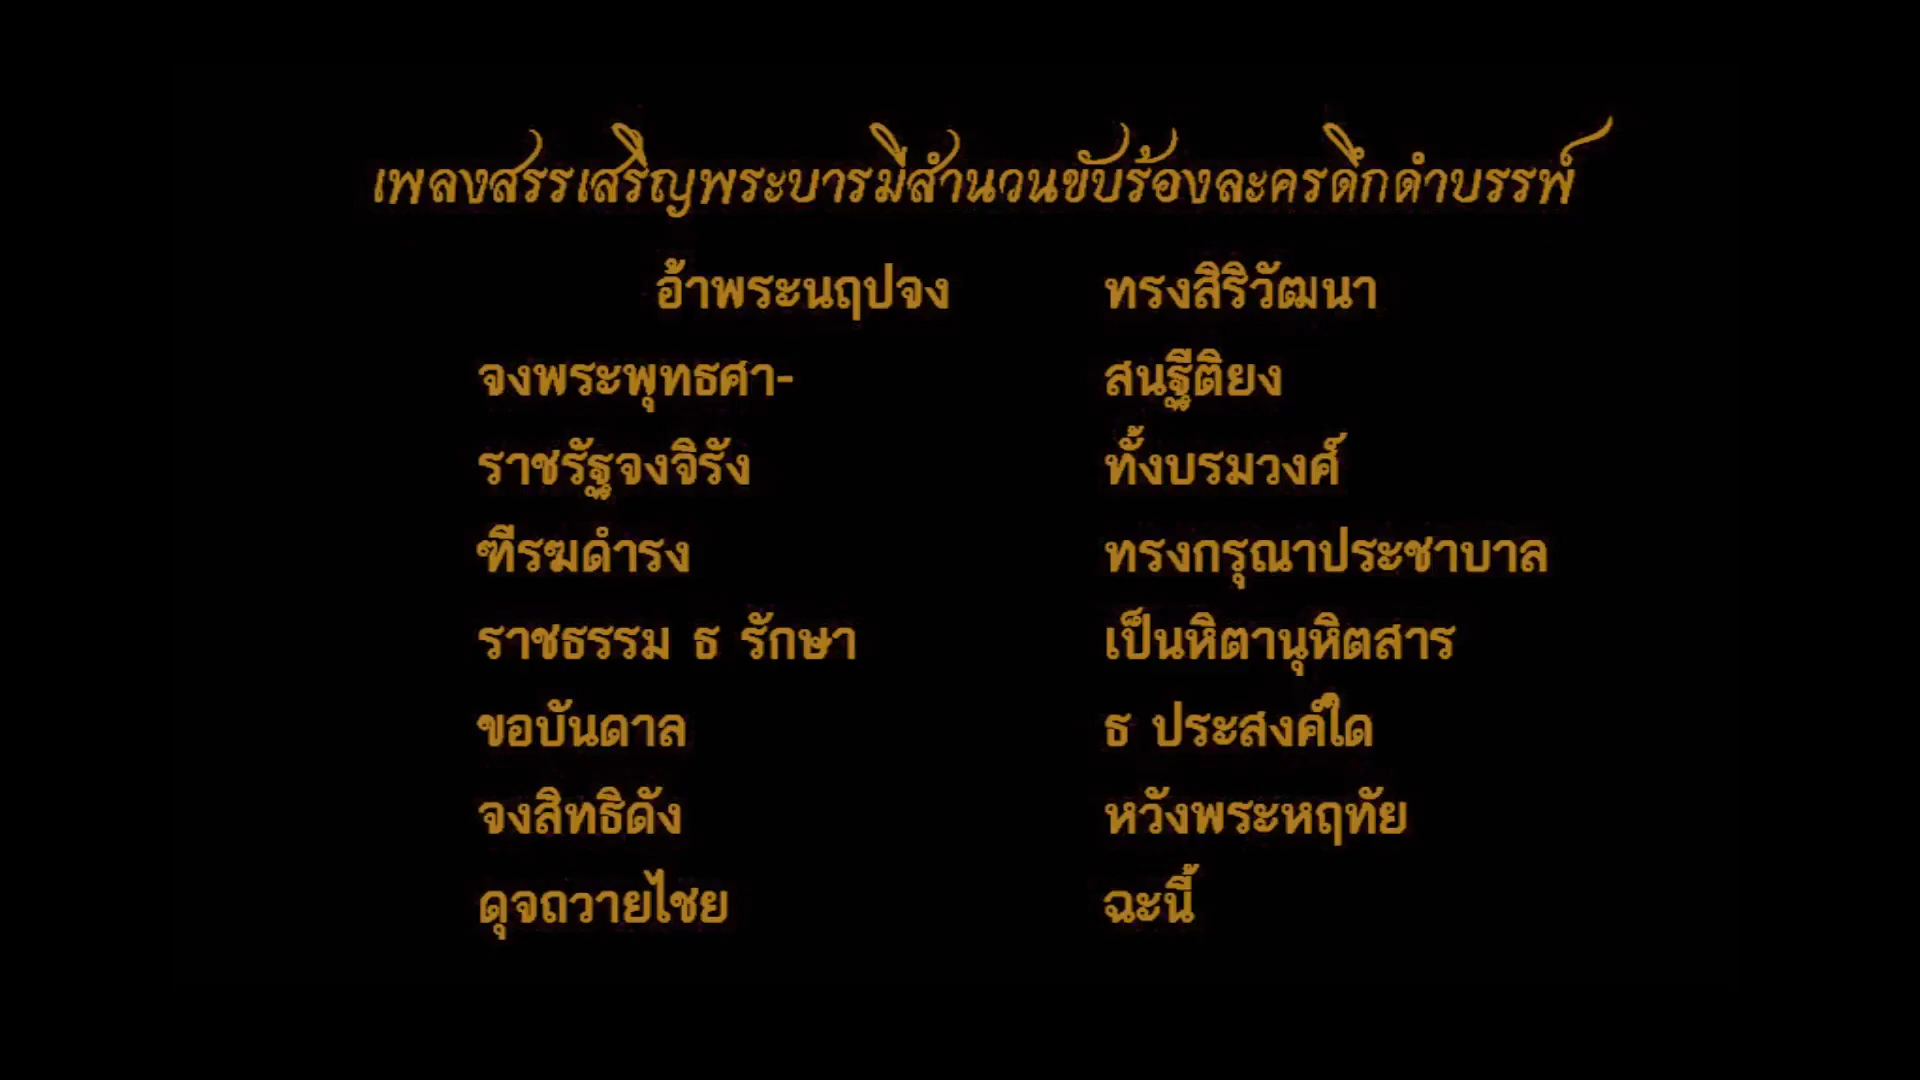 เพลงสรรเสริญพระบารมีสำนวนขับร้องละครดึกดำบรรพ์
อ้าพระนฤปจง ทรงสิริวัฒนา
จงพระพุทธศา- สนฐีติยง
ราชรัฐจงจิรัง ทั้งบรมวงศ์
ฑีรฆดำรง ทรงกรุณาประชาบาล
ราชธรรม ธ รักษา เป็นหิตานุหิตสาร
ขอบันดาล ธ ประสงค์ใด
จงสิทธิดัง หวังพระหฤทัย
ดุจถวายไชย ฉะนี้